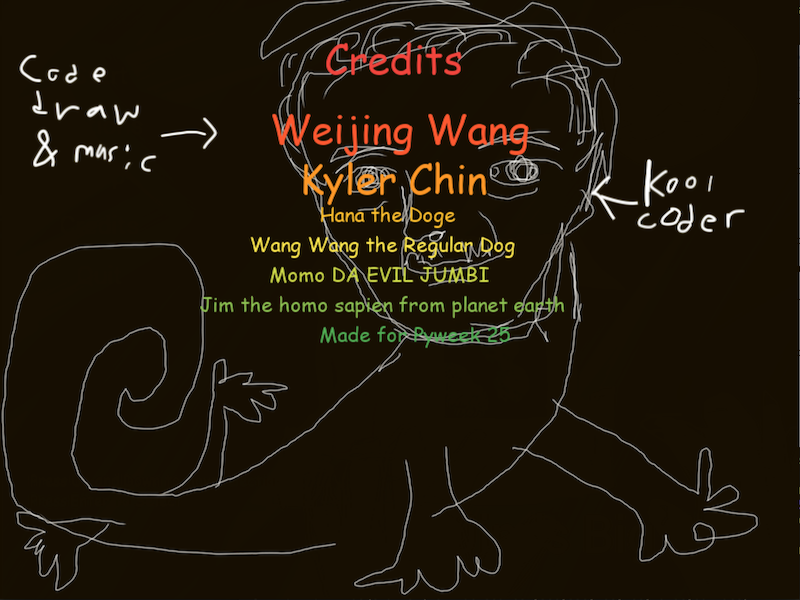 Credits
Code
draw
& music
Weijing Wang
Kyler Chin
Kool
coder
Hana the Doge
Wang Wang the Regular Dog
Momo DA EVIL JUMBI
Jim the homo sapien from planet earth
Made for Pyweek 25